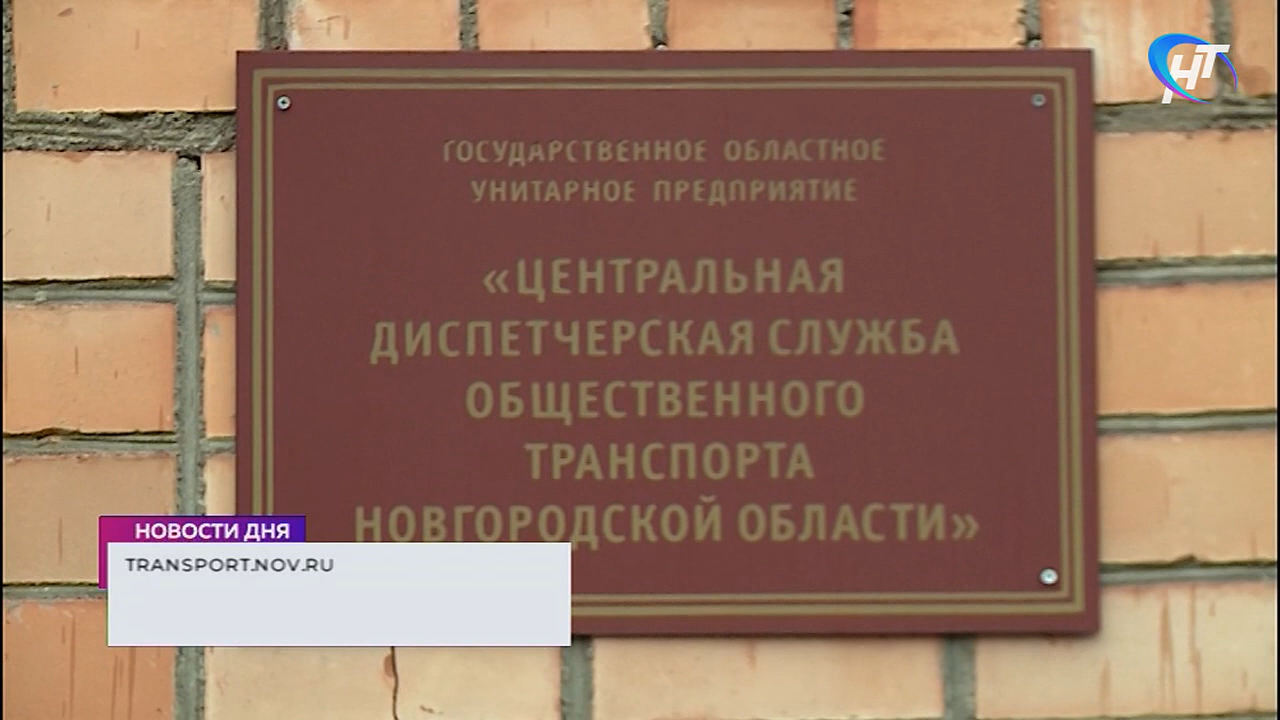 НТ
ГОСУДАРСТВЕННОЕ ОБЛАСТНОЕ
УНИТАРНОЕ ПРЕДПРИЯТИЕ
«ЦЕНТРАЛЬНАЯ
ДИСПЕТЧЕРСКАЯ СЛУЖБА
ОБЩЕСТВЕННОГО
ТРАНСПОРТА
НОВГОРОДСКОЙ ОБЛАСТИ»
НОВОСТИ ДНЯ
TRANSPORT.NOV.RU